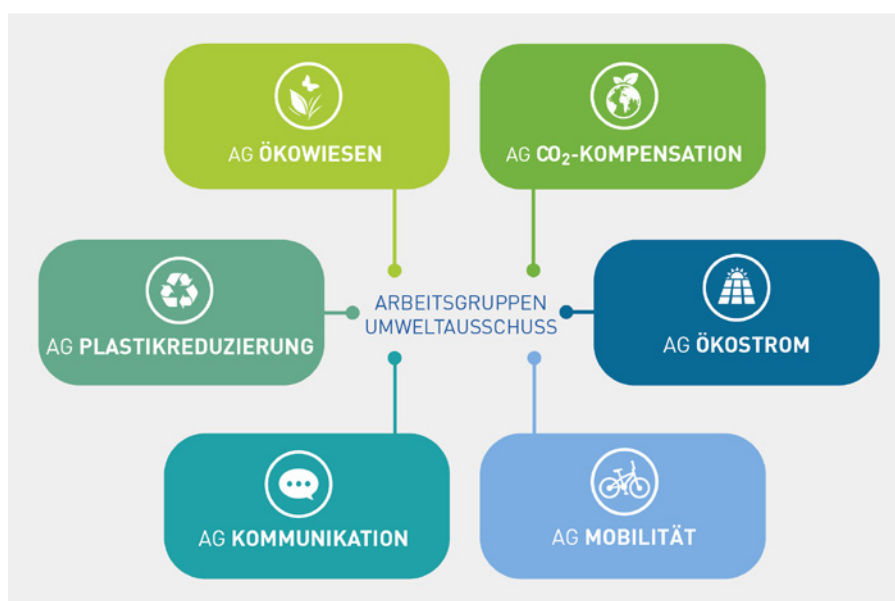 AG ÖKOWIESEN
AG CO₂-KOMPENSATION
AG PLASTIKREDUZIERUNG
ARBEITSGRUPPEN
UMWELTAUSSCHUSS
AG ÖKOSTROM
AG KOMMUNIKATION
AG MOBILITÄT